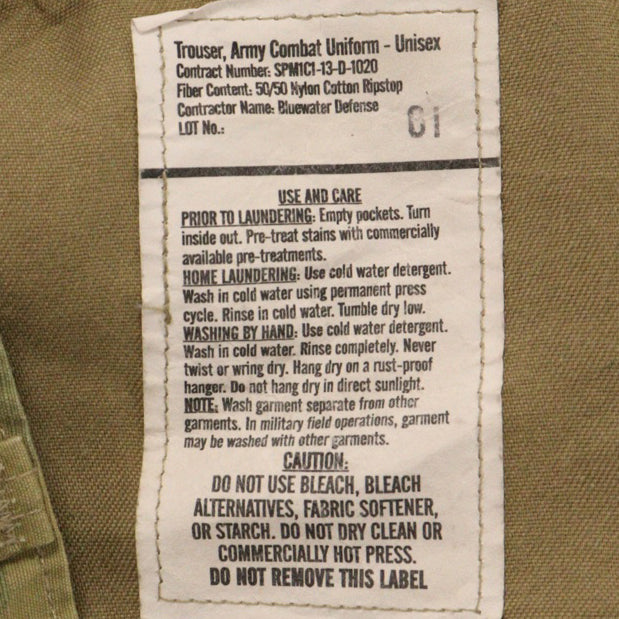 Trouser, Army Combat Uniform - Unisex
Contract Number: SPM1C1-13-D-1020
Fiber Content: 50/50 Nylon Cotton Ripstop
Contractor Name: Bluewater Defense
LOT No.: 01
USE AND CARE
PRIOR TO LAUNDERING: Empty pockets. Turn
inside out. Pre-treat stains with commercially
available pre-treatments.
HOME LAUNDERING: Use cold water detergent.
Wash in cold water using permanent press
cycle. Rinse in cold water. Tumble dry low.
WASHING BY HAND: Use cold water detergent.
Wash in cold water. Rinse completely. Never
twist or wring dry. Hang dry on a rust-proof
hanger. Do not hang dry in direct sunlight.
NOTE: Wash garment separate from other
garments. In military field operations, garment
may be washed with other garments.
CAUTION:
DO NOT USE BLEACH, BLEACH
ALTERNATIVES, FABRIC SOFTENER,
OR STARCH. DO NOT DRY CLEAN OR
COMMERCIALLY HOT PRESS.
DO NOT REMOVE THIS LABEL